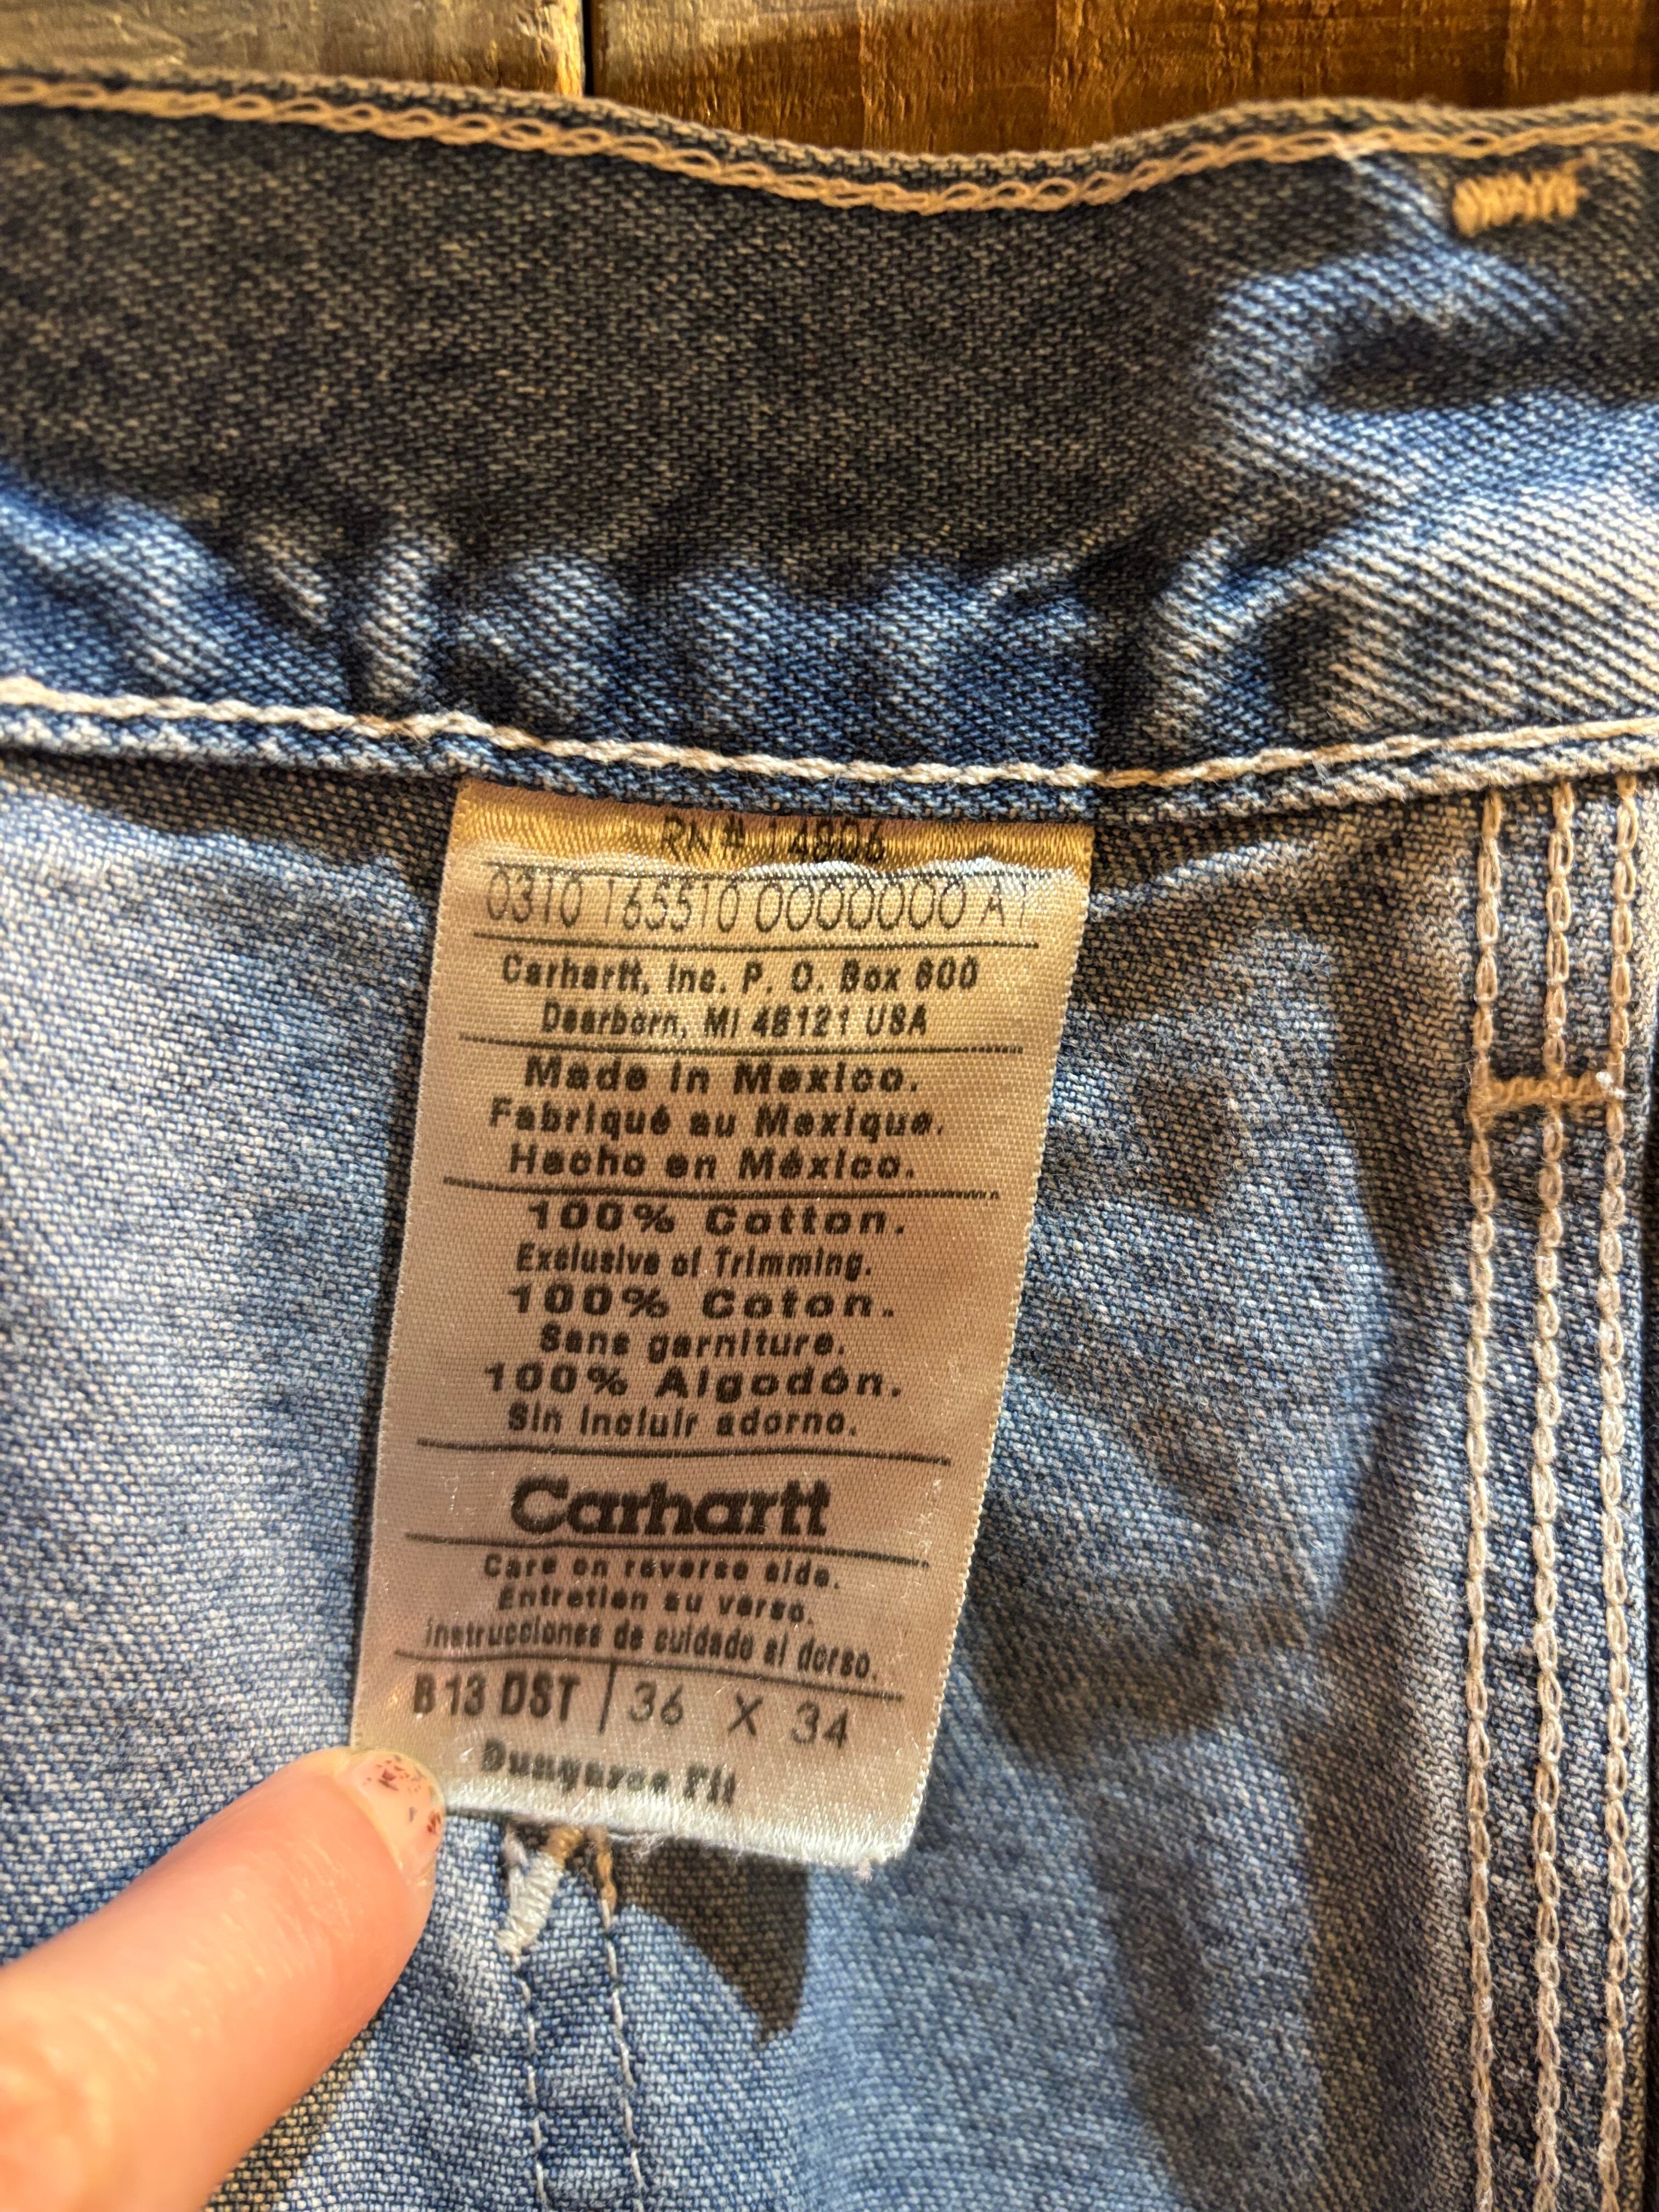 RN# 14806
0310 165510 0000000 A1
Carhartt, Inc. P. O. Box 600
Dearborn, MI 48121 USA
Made in Mexico.
Fabriqué au Mexique.
Hecho en México.
100% Cotton.
Exclusive of Trimming.
100% Coton.
Sans garniture.
100% Algodón.
Sin incluir adorno.
Carhartt
Care on reverse side.
Entretien au verso.
Instrucciones de cuidado al dorso.
B13 DST | 36 X 34
Dungaree Fit